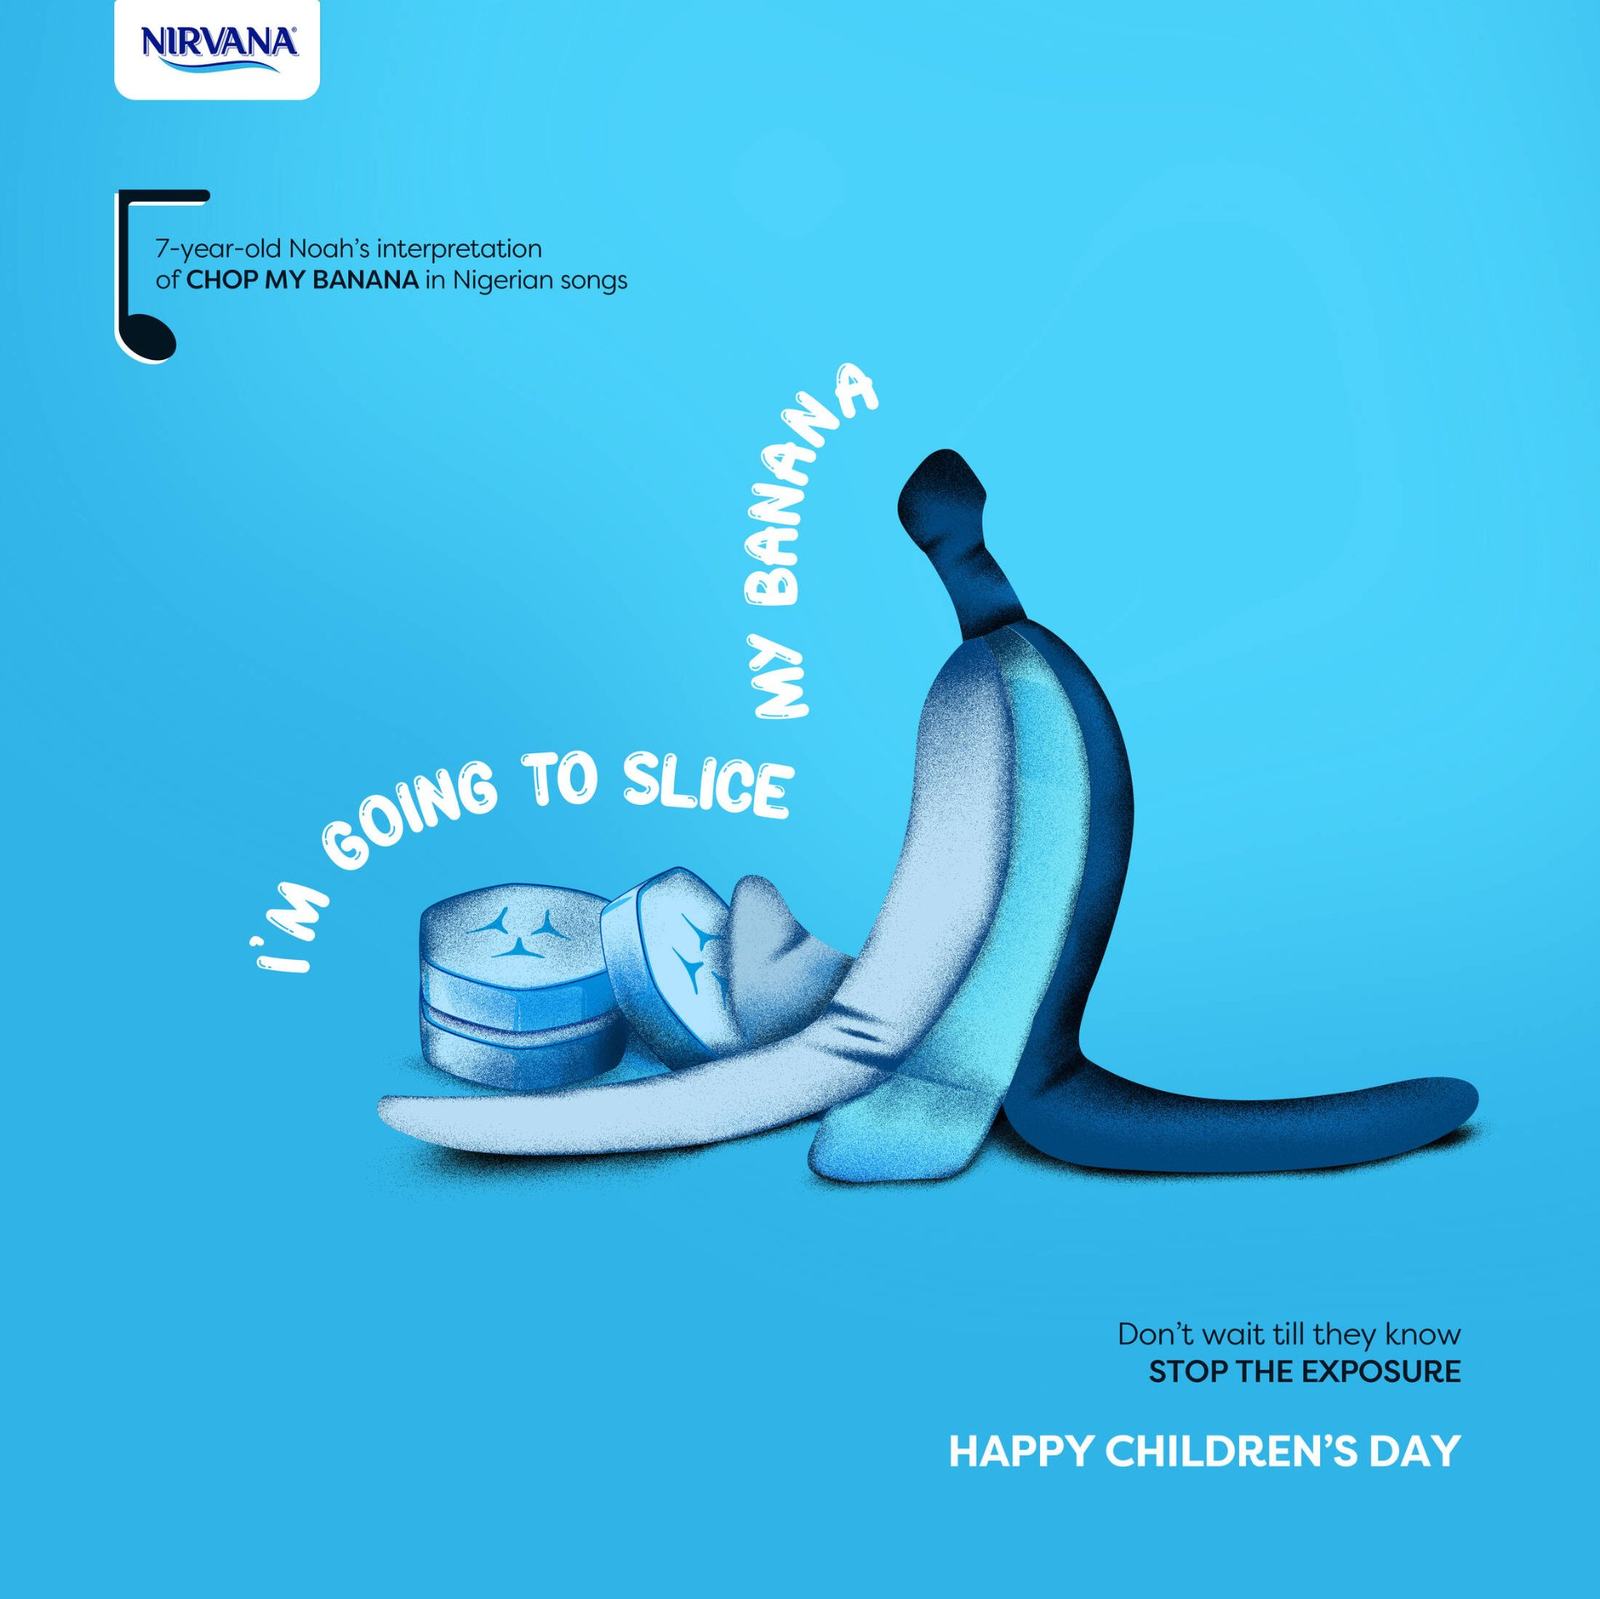 NIRVANA®
7-year-old Noah's interpretation
of CHOP MY BANANA in Nigerian songs
I'M GOING TO SLICE MY BANANA
Don't wait till they know
STOP THE EXPOSURE
HAPPY CHILDREN'S DAY